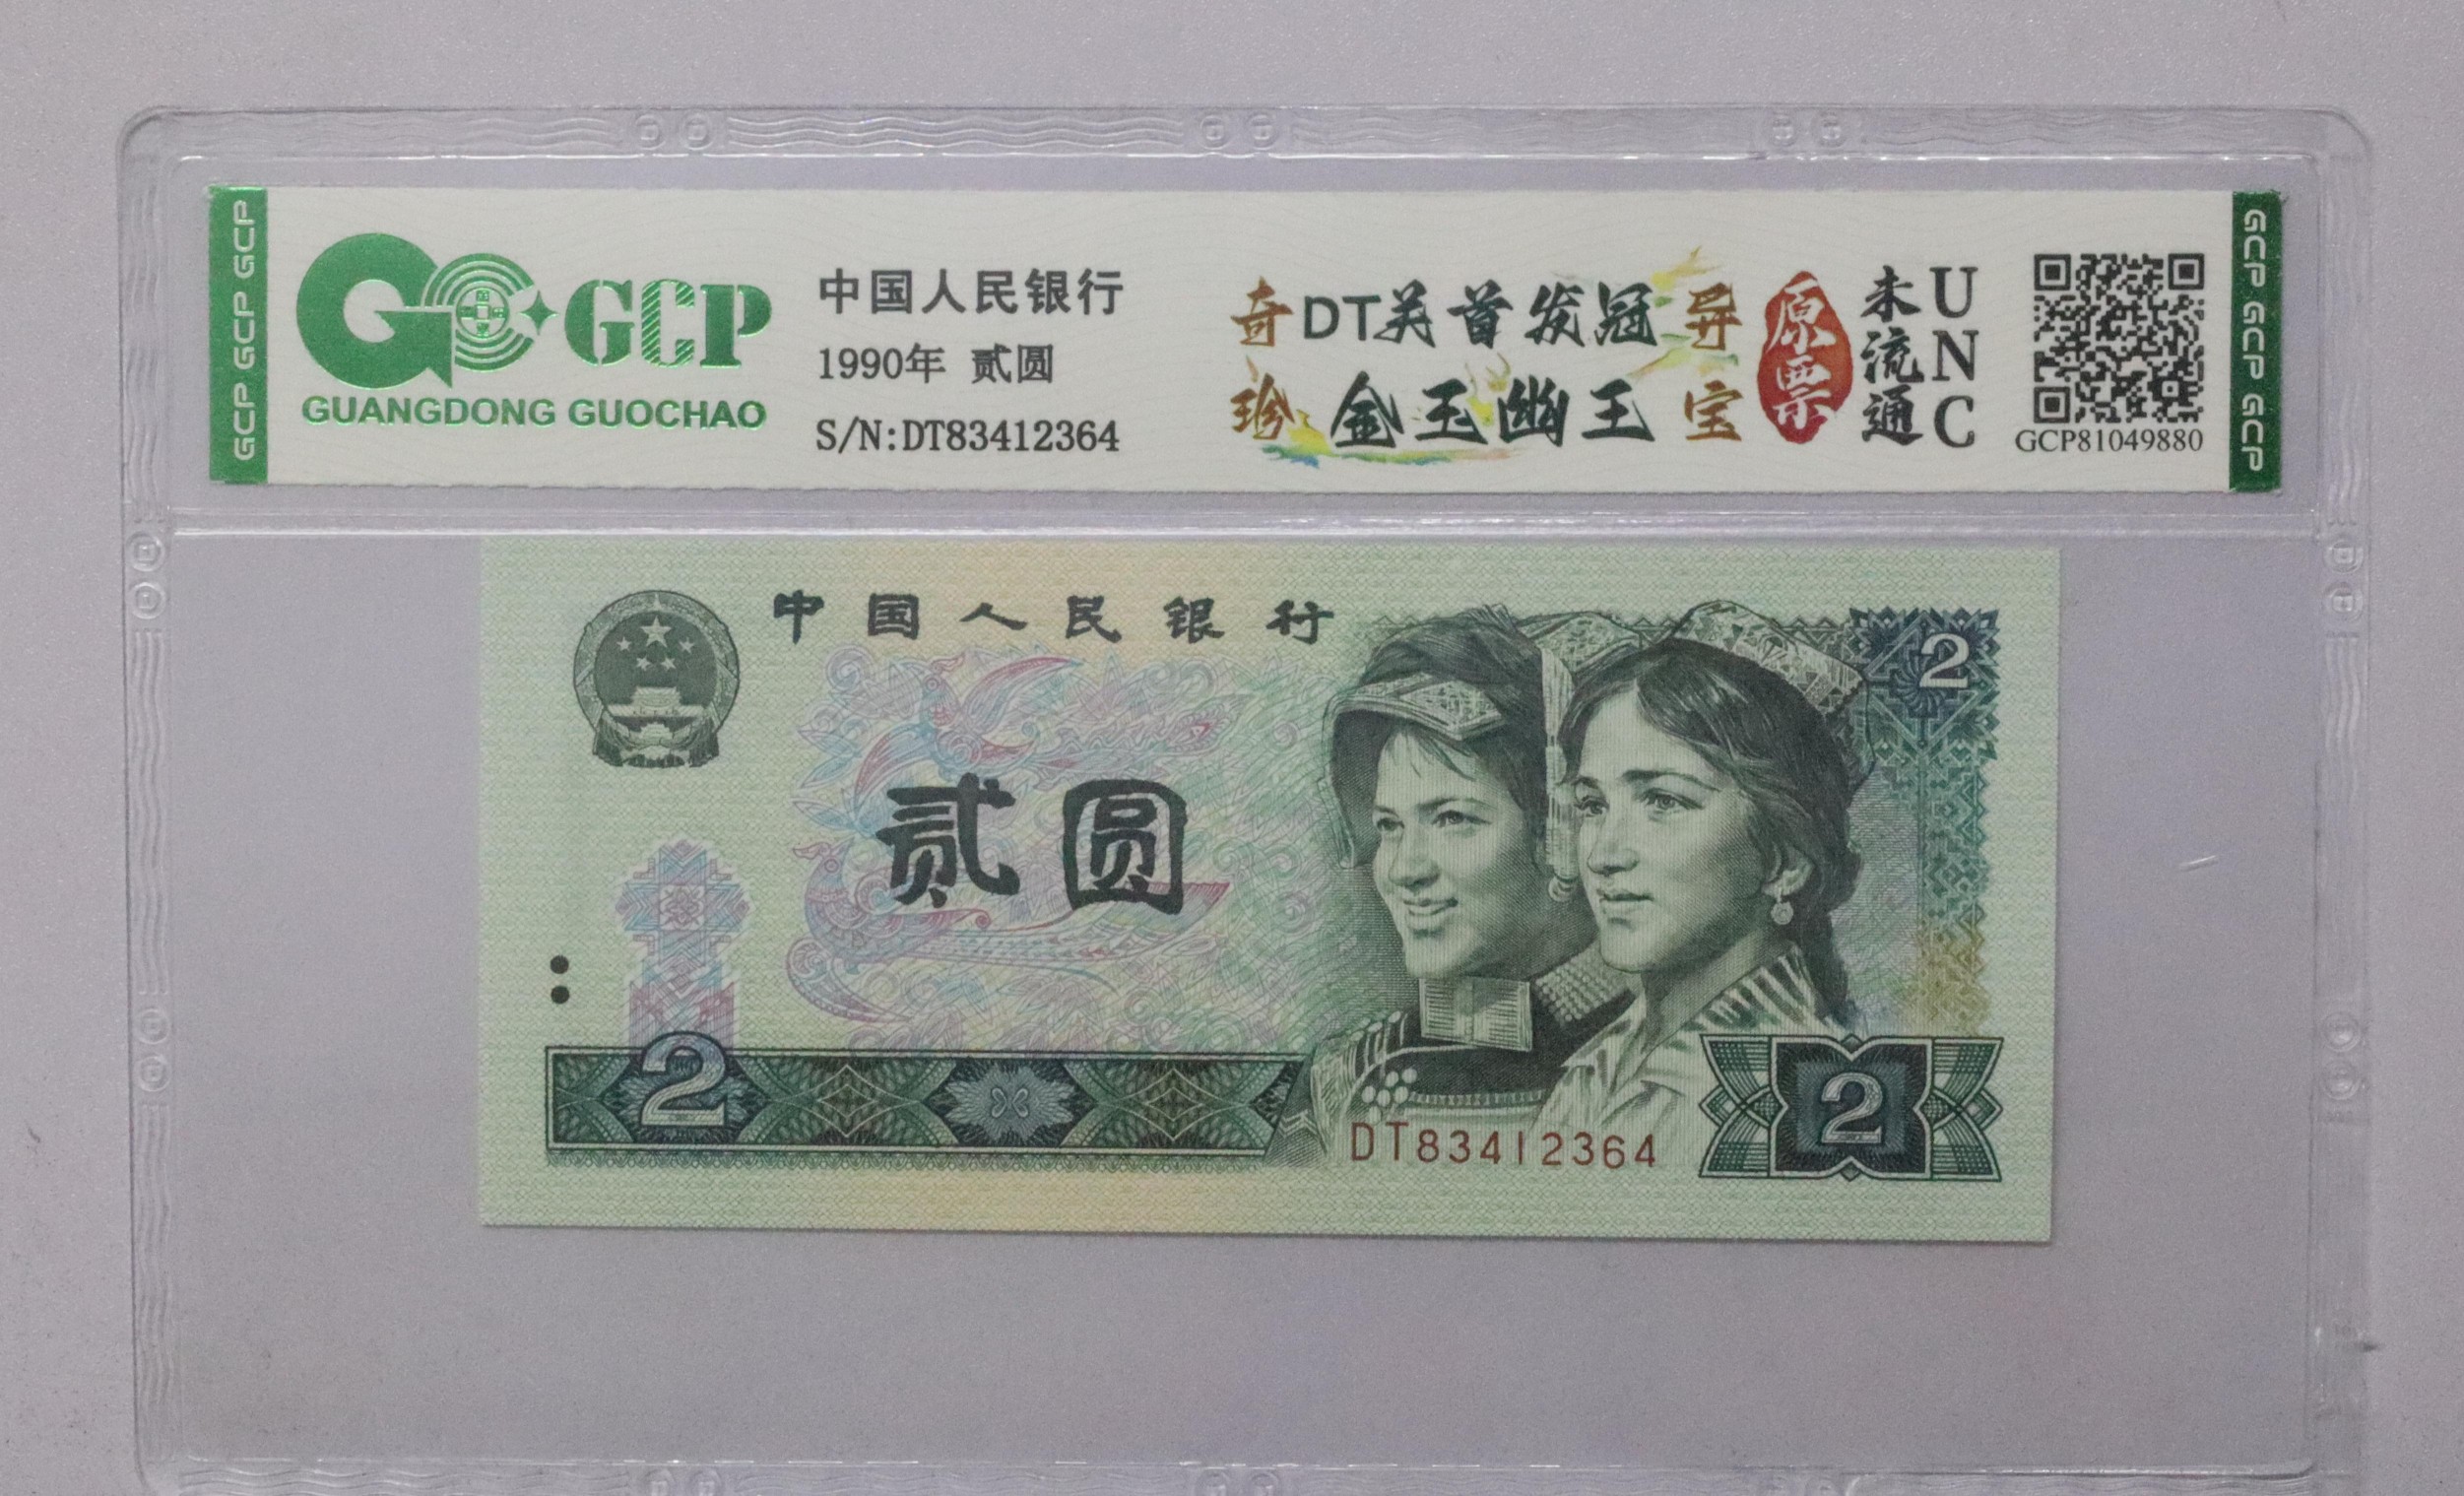 GCP GCP GCP
GCP
GUANGDONG GUOCHAO
中国人民银行
1990年 贰圆
S/N:DT83412364
奇珍
DT关首发冠
金玉幽王
异宝
原票
未流通
UNC
GCP81049880
GCP GCP GCP
中国人民银行
2
贰圆
2
DT83412364
2